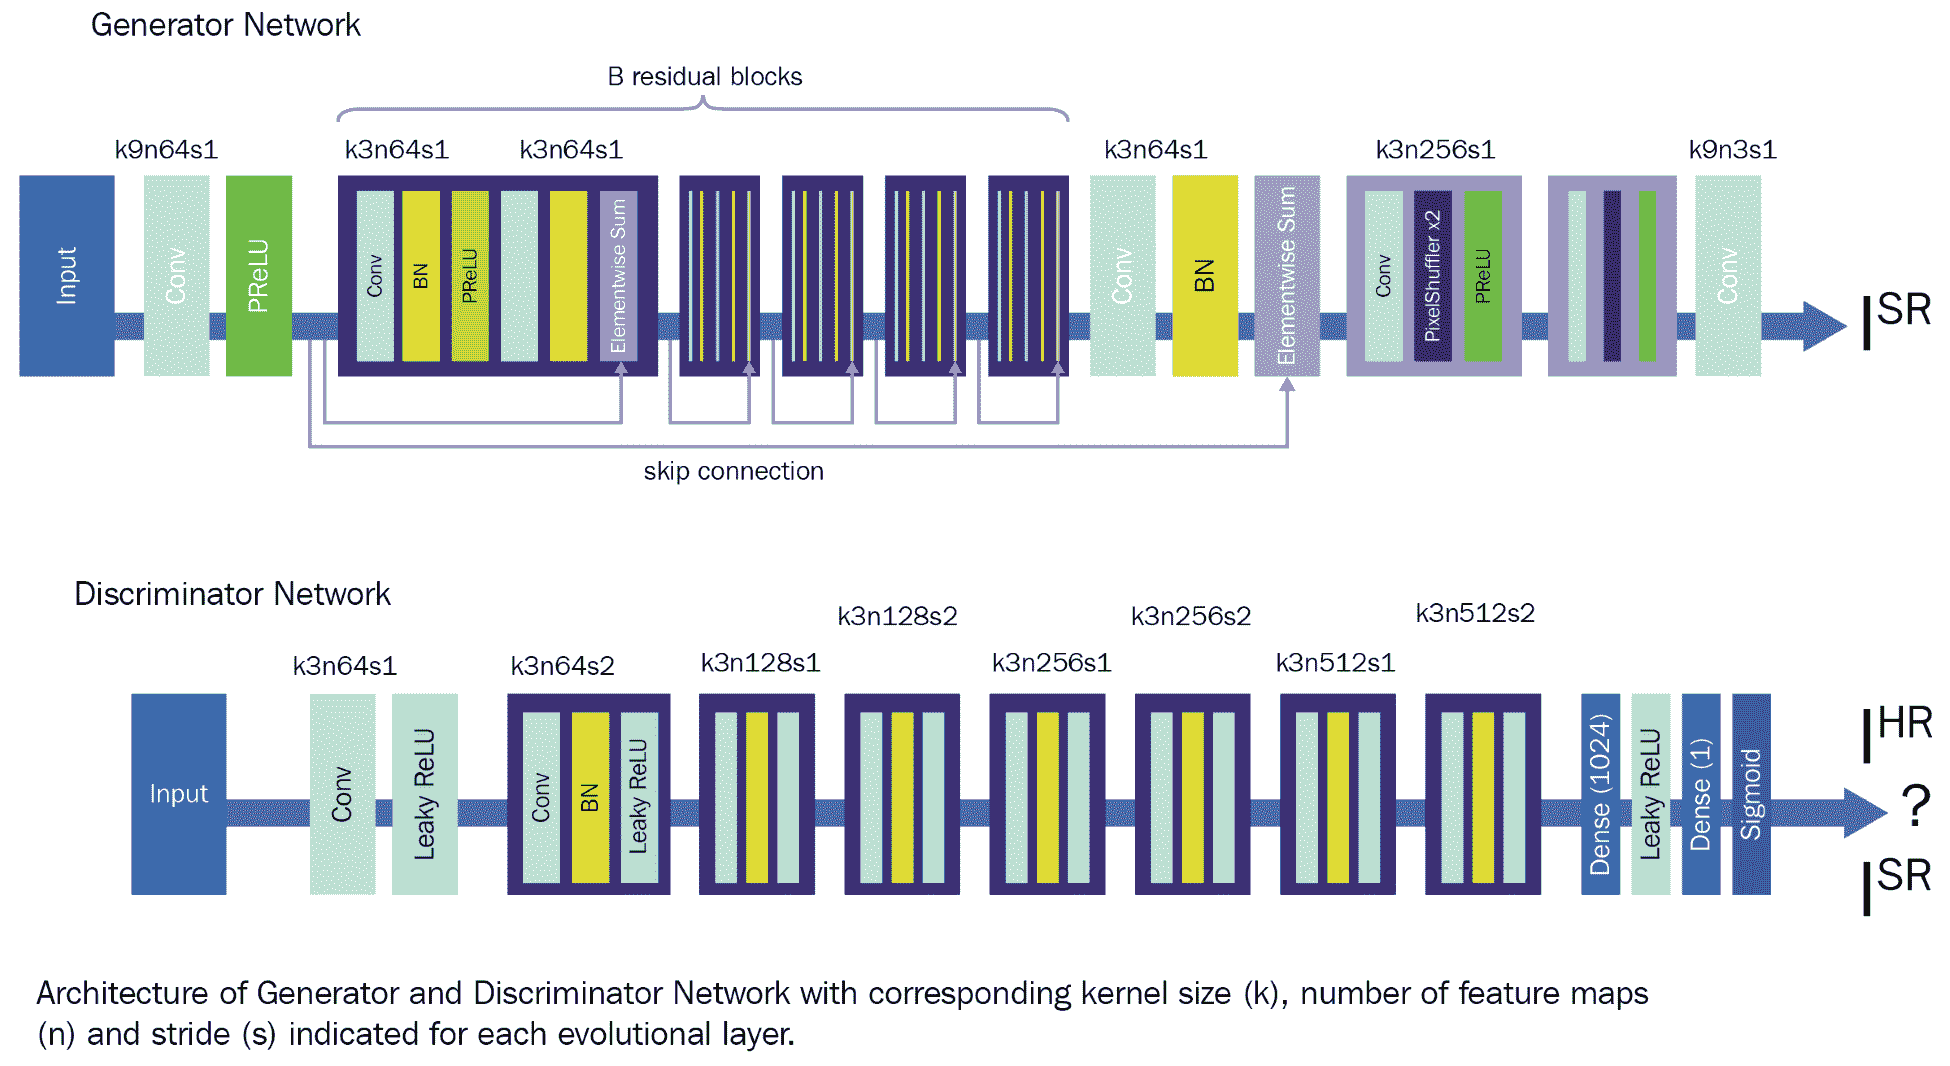 Generator Network
B residual blocks
k9n64s1
k3n64s1
k3n64s1
k3n64s1
k3n256s1
k9n3s1
Input
Conv
PReLU
Conv
BN
PReLU
Elementwise Sum
Conv
BN
Elementwise Sum
Conv
PixelShuffler x2
PReLU
Conv
I SR
skip connection
Discriminator Network
k3n128s2
k3n256s2
k3n512s2
k3n64s1
k3n64s2
k3n128s1
k3n256s1
k3n512s1
Input
Conv
Leaky ReLU
Conv
BN
Leaky ReLU
Dense (1024)
Leaky ReLU
Dense (1)
Sigmoid
I HR
?
I SR
Architecture of Generator and Discriminator Network with corresponding kernel size (k), number of feature maps
(n) and stride (s) indicated for each evolutional layer.